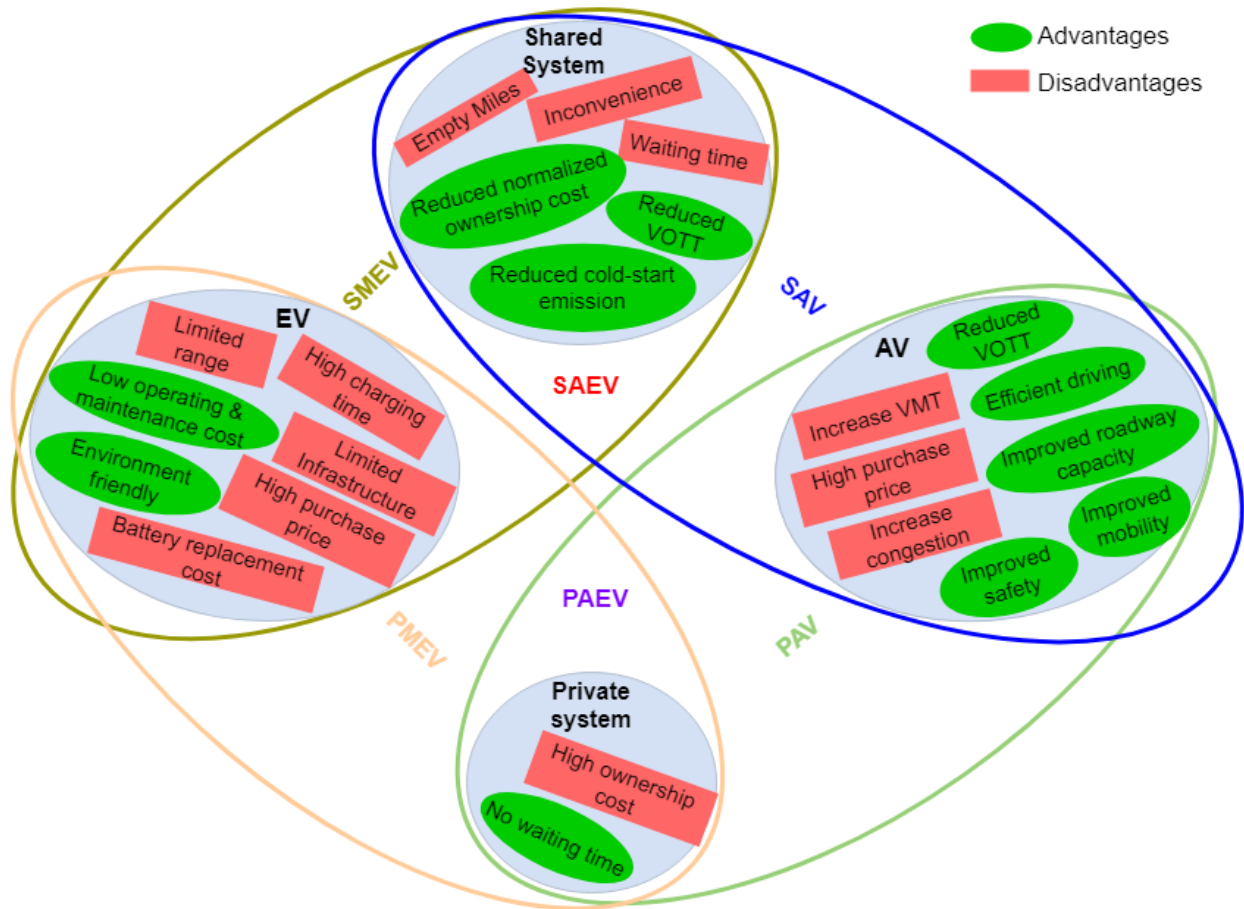 Advantages
Disadvantages
Shared
System
Empty Miles
Inconvenience
Waiting time
Reduced normalized
ownership cost
Reduced
VOTT
Reduced cold-start
emission
SMEV
SAV
EV
Limited
range
High charging
time
Low operating &
maintenance cost
Environment
friendly
Limited
Infrastructure
High purchase
price
Battery replacement
cost
SAEV
AV
Reduced
VOTT
Efficient driving
Increase VMT
Improved roadway
capacity
High purchase
price
Increase
congestion
Improved
mobility
Improved
safety
PAEV
PMEV
PAV
Private
system
High ownership
cost
No waiting time